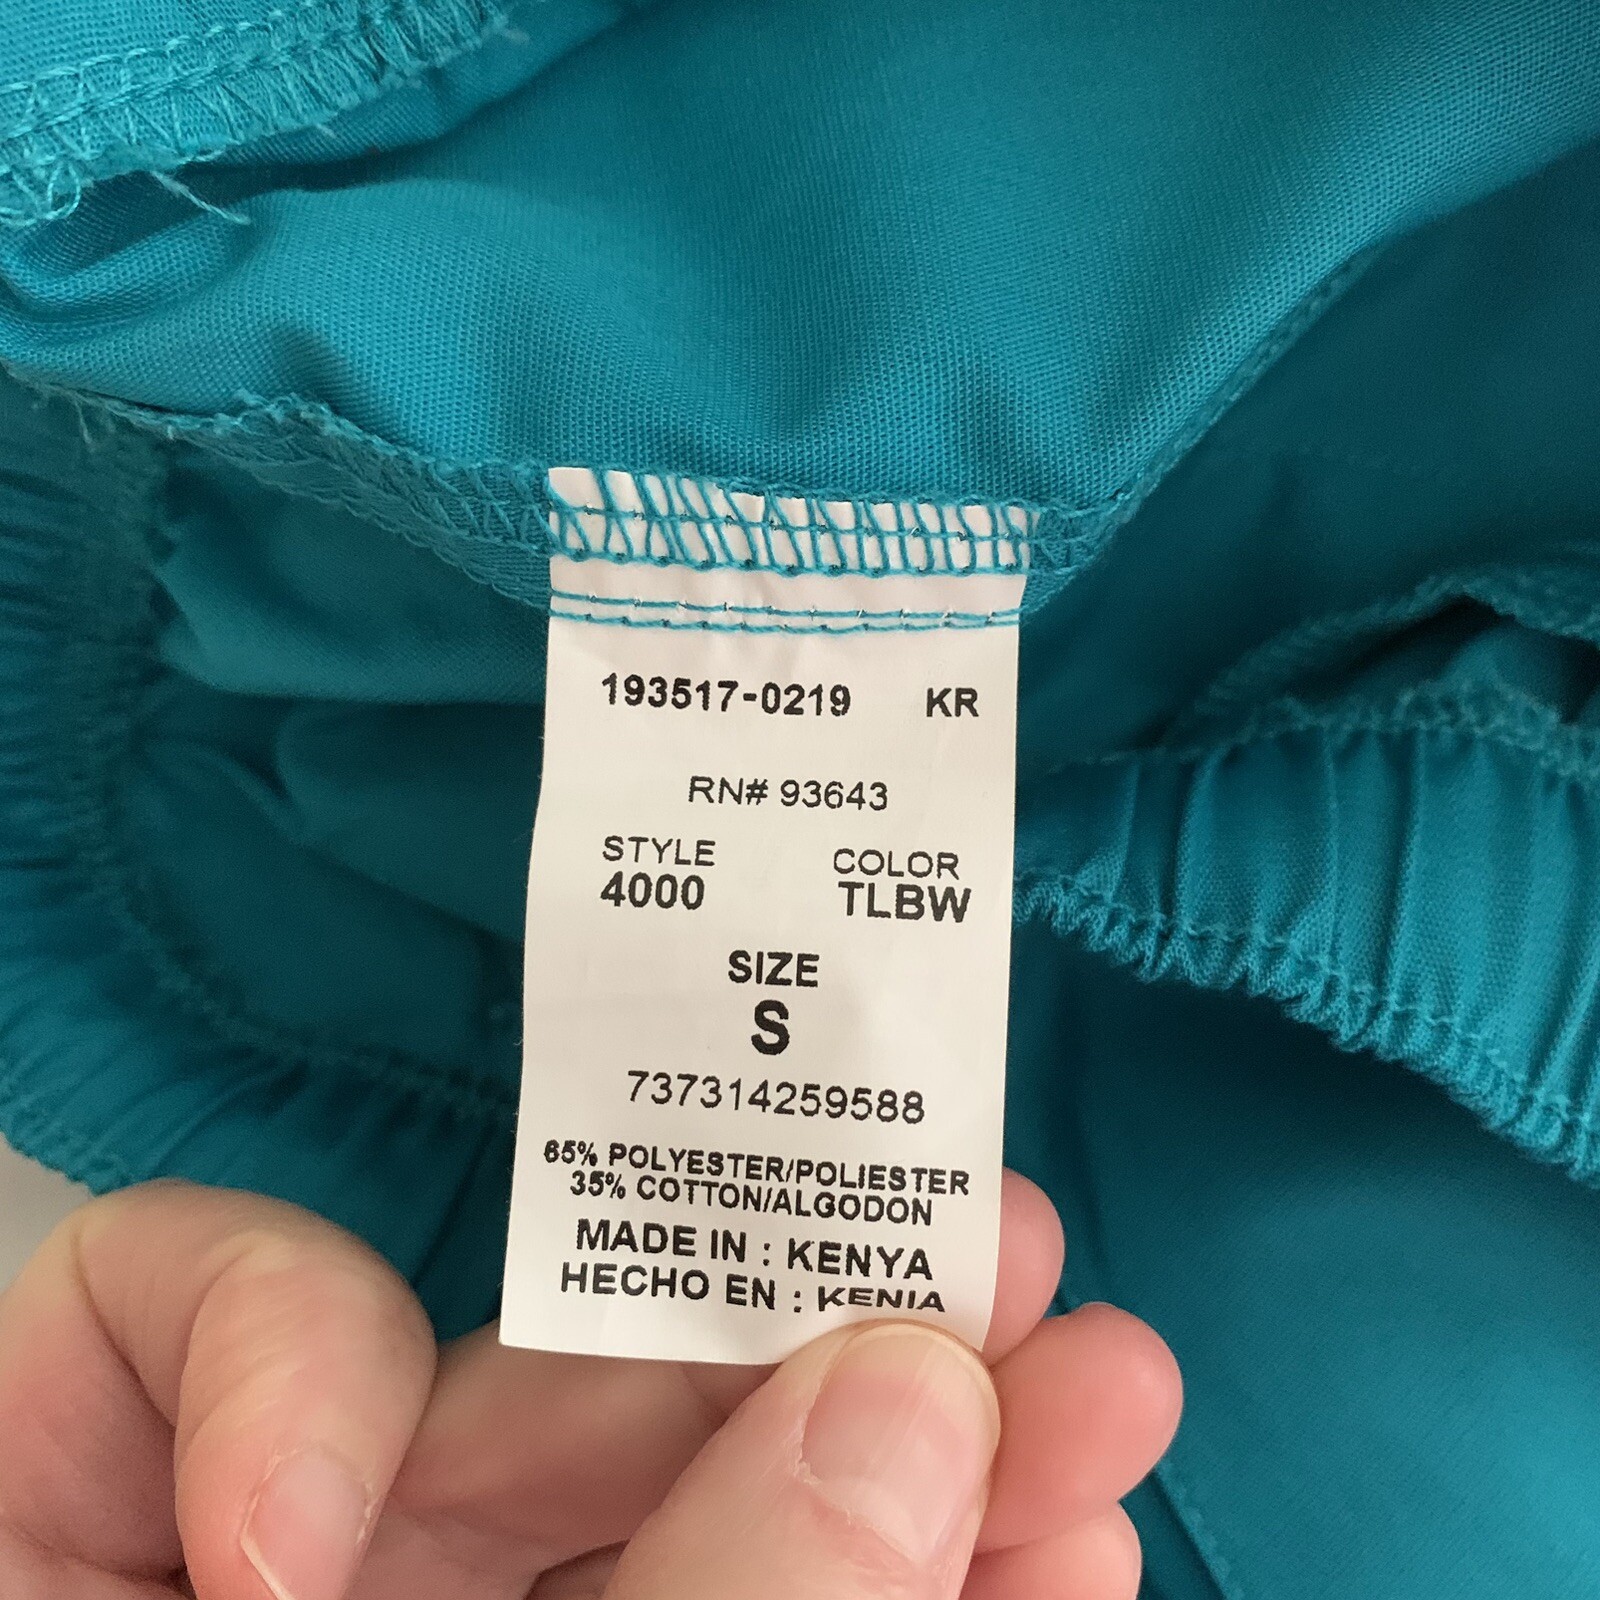 193517-0219 KR
RN# 93643
STYLE COLOR
4000 TLBW
SIZE
S
737314259588
65% POLYESTER/POLIESTER
35% COTTON/ALGODON
MADE IN : KENYA
HECHO EN : KENIA